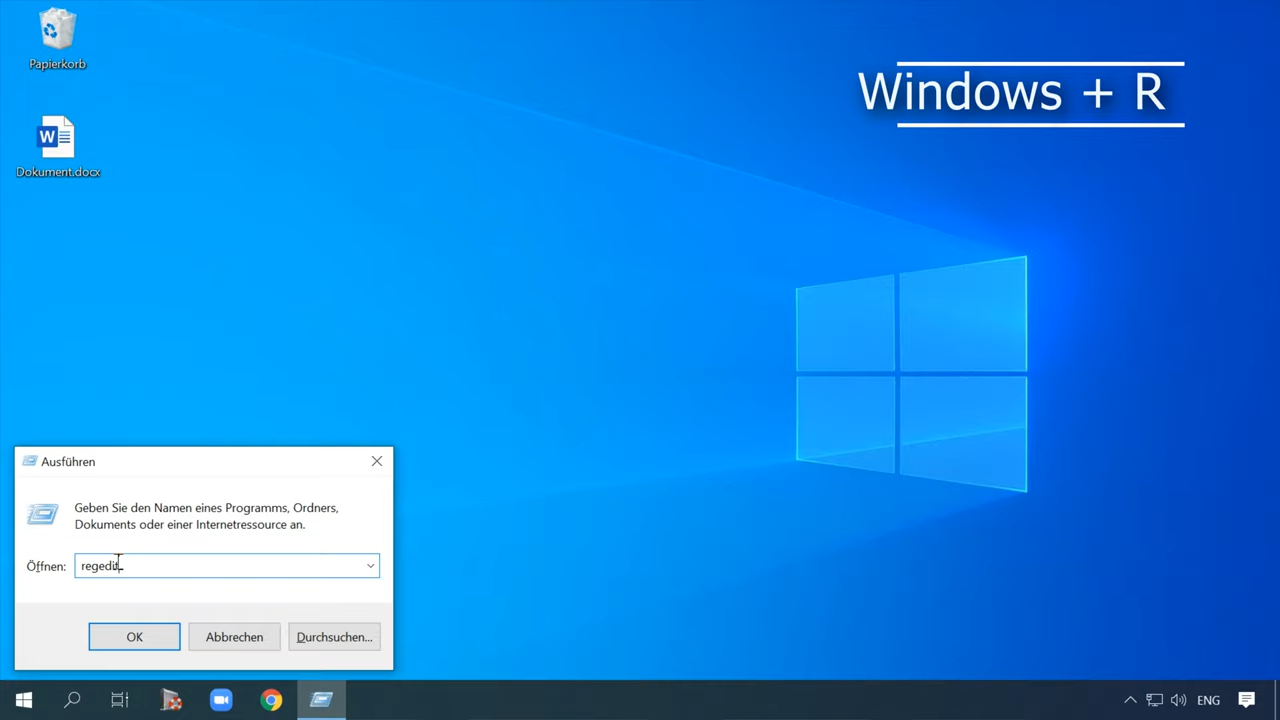 Papierkorb
Dokument.docx
Windows + R
Ausführen
Geben Sie den Namen eines Programms, Ordners,
Dokuments oder einer Internetressource an.
Öffnen: regedit
OK Abbrechen Durchsuchen...
ENG